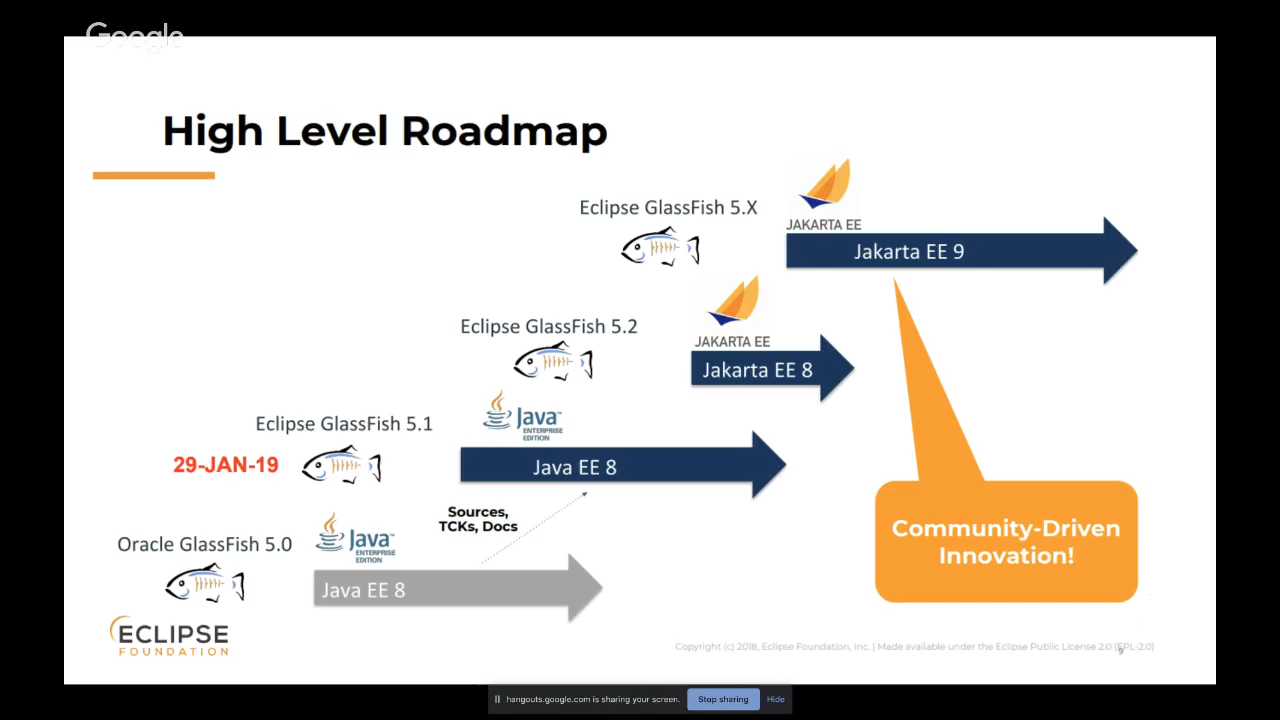 Google
High Level Roadmap
Eclipse GlassFish 5.X
JAKARTA EE
Jakarta EE 9
Eclipse GlassFish 5.2
JAKARTA EE
Jakarta EE 8
Eclipse GlassFish 5.1
29-JAN-19
Java™
ENTERPRISE
EDITION
Java EE 8
Sources,
TCKs, Docs
Oracle GlassFish 5.0
Java™
ENTERPRISE
EDITION
Java EE 8
Community-Driven
Innovation!
ECLIPSE
FOUNDATION
Copyright (c) 2018, Eclipse Foundation, Inc. | Made available under the Eclipse Public License 2.0 (EPL-2.0)
9
hangouts.google.com is sharing your screen.
Stop sharing
Hide